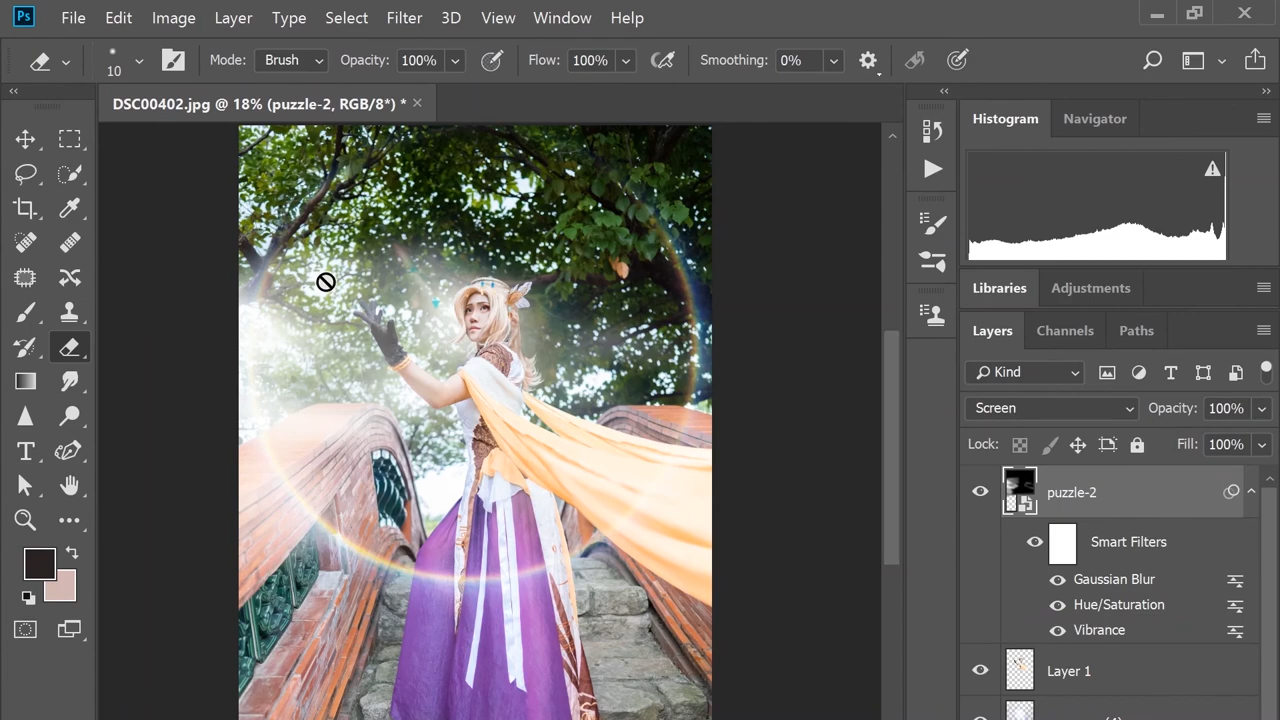 Ps File Edit Image Layer Type Select Filter 3D View Window Help
10 Mode: Brush Opacity: 100% Flow: 100% Smoothing: 0%
DSC00402.jpg @ 18% (puzzle-2, RGB/8*) *
Histogram Navigator
Libraries Adjustments
Layers Channels Paths
Kind
Screen Opacity: 100%
Lock: Fill: 100%
puzzle-2
Smart Filters
Gaussian Blur
Hue/Saturation
Vibrance
Layer 1